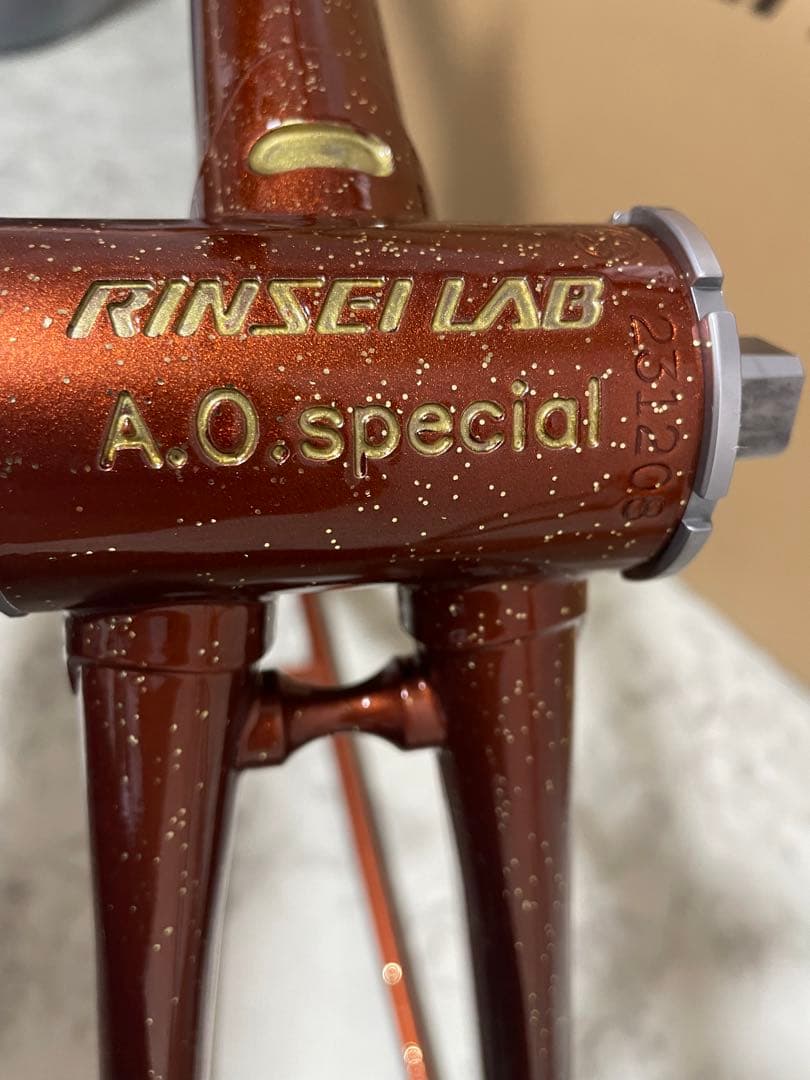 RINSEI LAB
A.O.special
231208